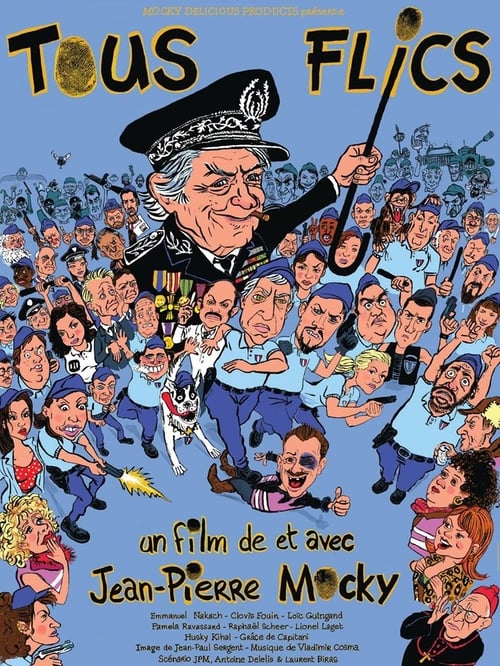 MOCKY DELICIOUS PRODUCTS présente
TOUS FLiCS
un film de et avec
Jean-Pierre Mocky
Emmanuel Nakach - Clovis Fouin - Loïc Guingand
Pamela Ravassard - Raphaël Scheer - Lionel Laget
Husky Kihal - Grâce de Capitani
Image de Jean-Paul Sergent - Musique de Vladimir Cosma
Scénario JPM, Antoine Delelis & Laurent Biras